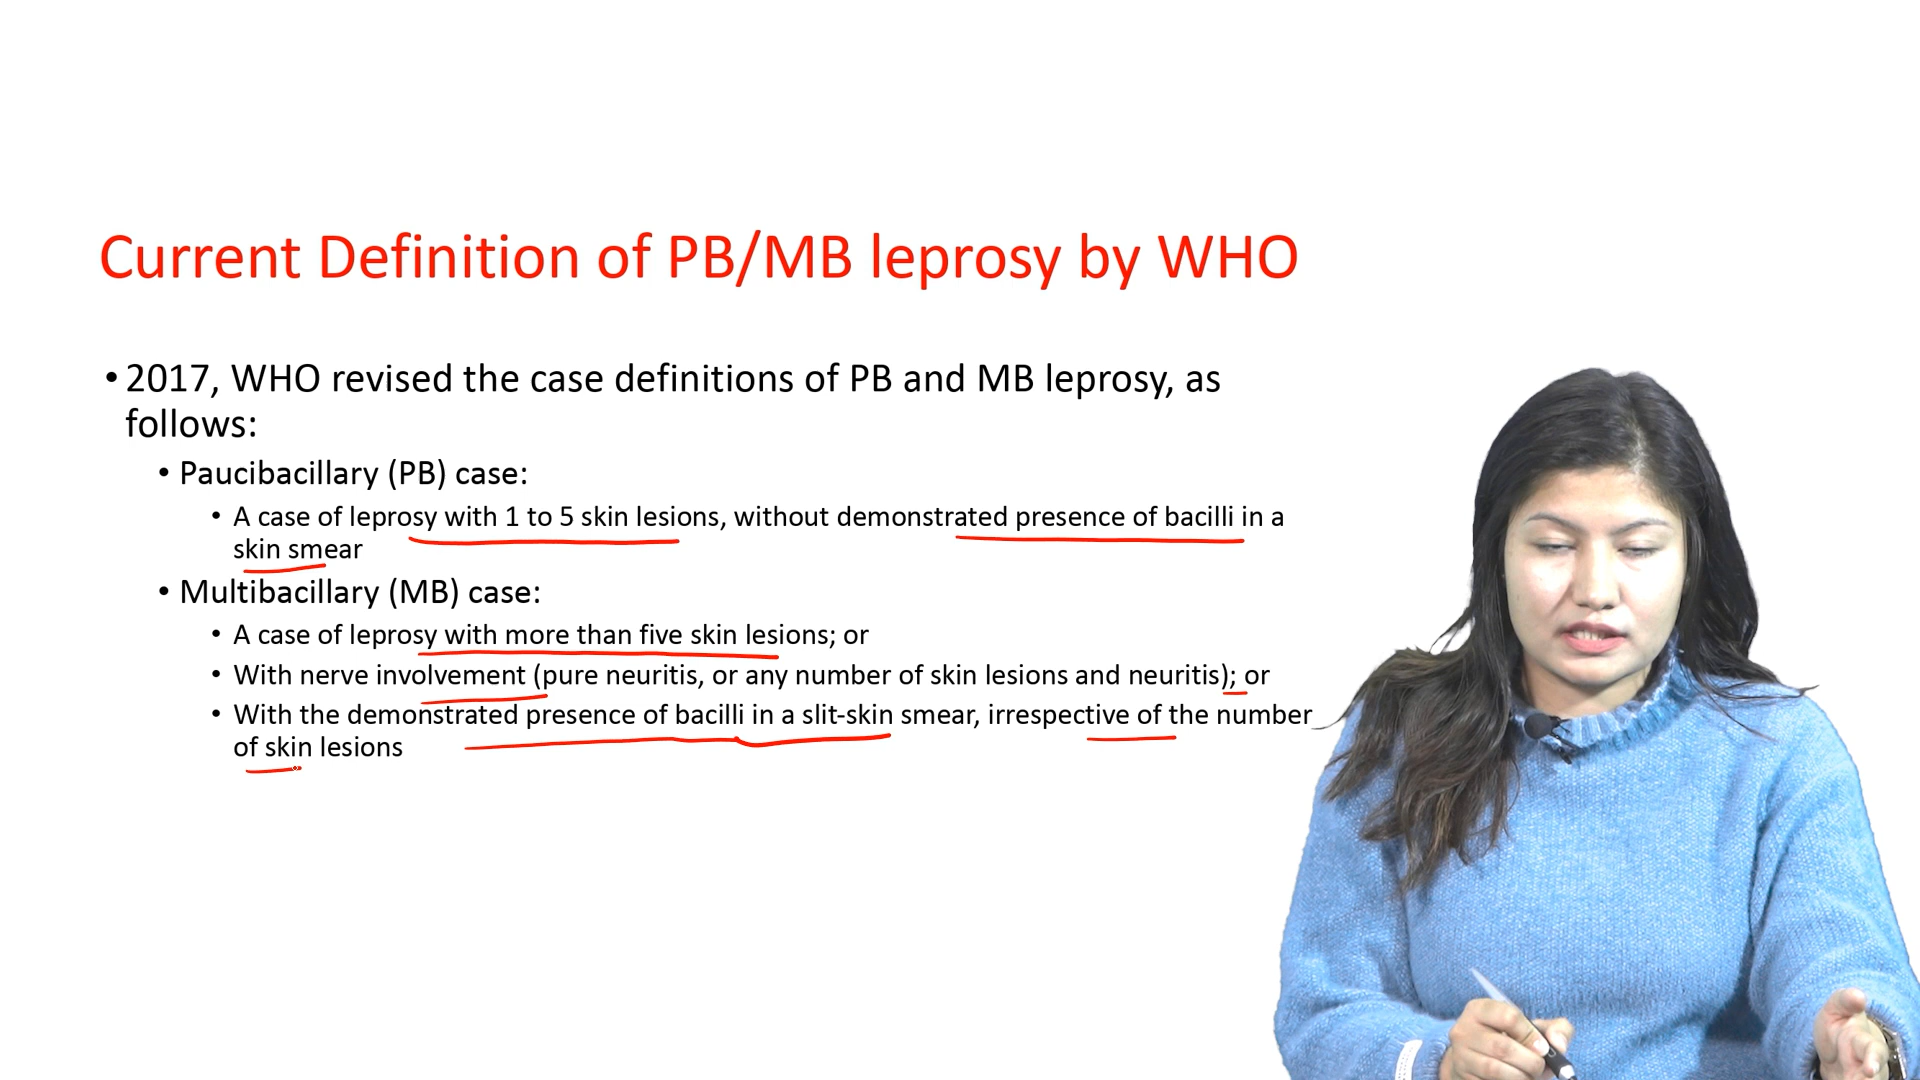 Current Definition of PB/MB leprosy by WHO
• 2017, WHO revised the case definitions of PB and MB leprosy, as
follows:
• Paucibacillary (PB) case:
• A case of leprosy with 1 to 5 skin lesions, without demonstrated presence of bacilli in a
skin smear
• Multibacillary (MB) case:
• A case of leprosy with more than five skin lesions; or
• With nerve involvement (pure neuritis, or any number of skin lesions and neuritis); or
• With the demonstrated presence of bacilli in a slit-skin smear, irrespective of the number
of skin lesions